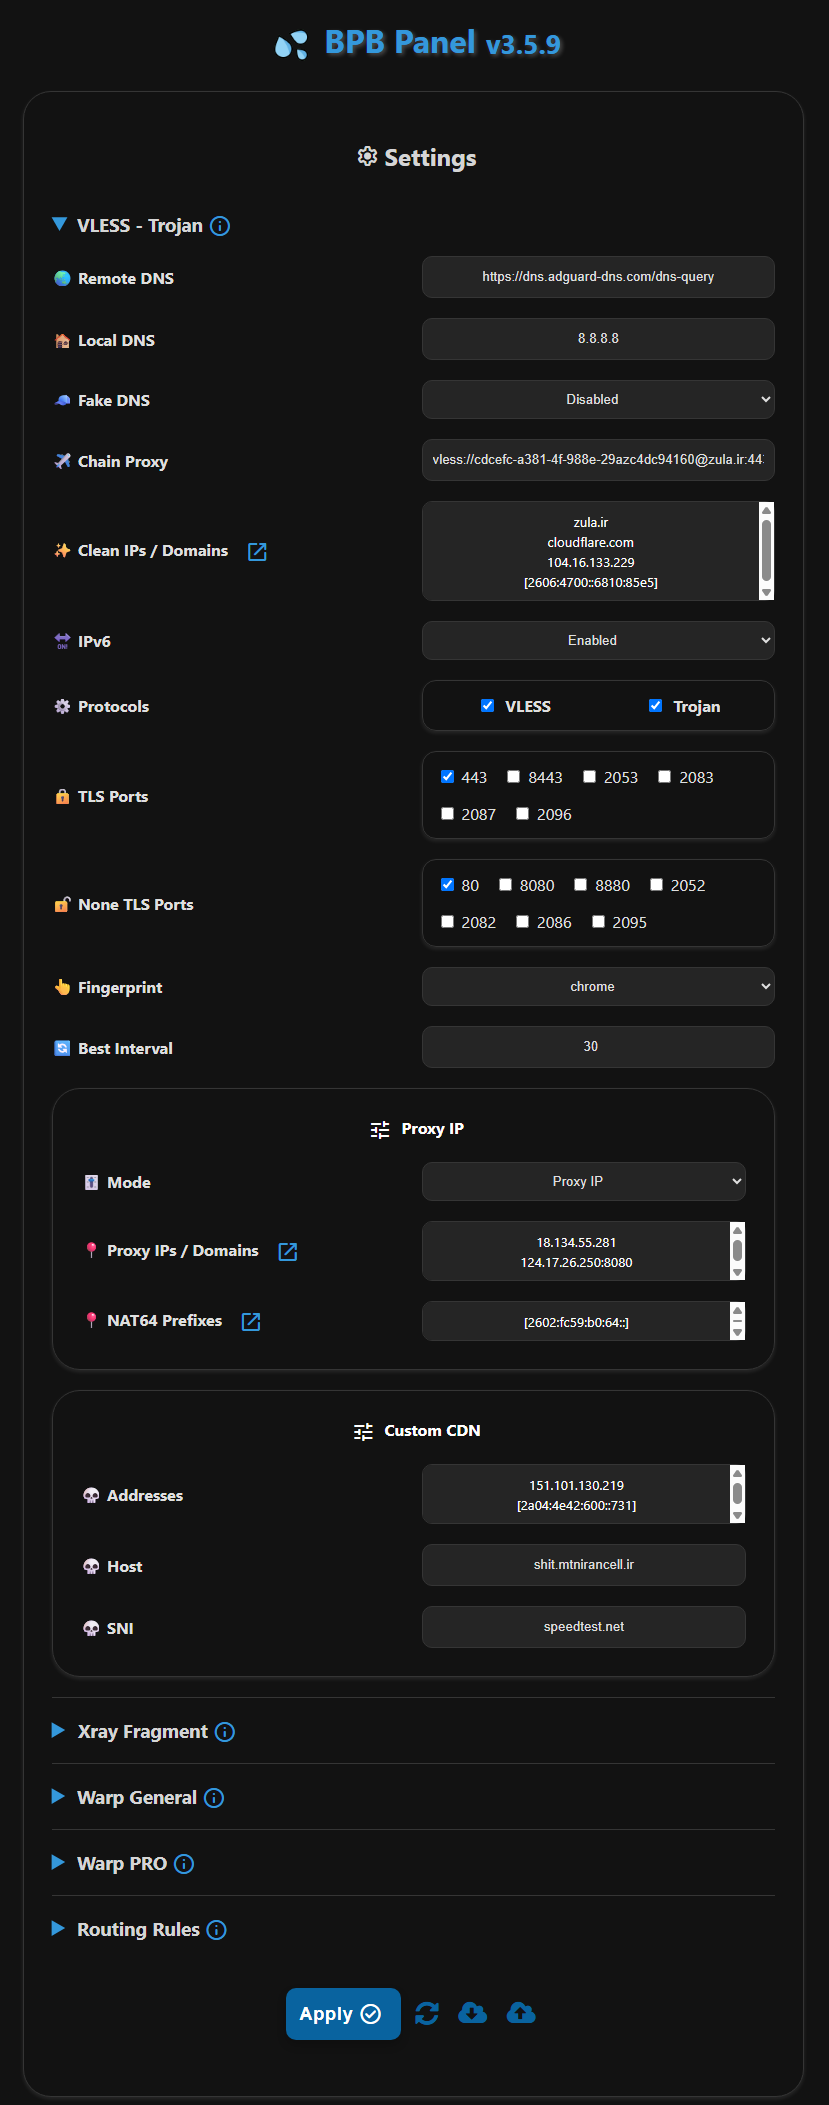 BPB Panel v3.5.9
Settings
VLESS - Trojan
Remote DNS
https://dns.adguard-dns.com/dns-query
Local DNS
8.8.8.8
Fake DNS
Disabled
Chain Proxy
vless://cdcefc-a381-4f-988e-29azc4dc94160@zula.ir:44
Clean IPs / Domains
zula.ir
cloudflare.com
104.16.133.229
[2606:4700::6810:85e5]
IPv6
Enabled
Protocols
VLESS Trojan
TLS Ports
443 8443 2053 2083
2087 2096
None TLS Ports
80 8080 8880 2052
2082 2086 2095
Fingerprint
chrome
Best Interval
30
Proxy IP
Mode
Proxy IP
Proxy IPs / Domains
18.134.55.281
124.17.26.250:8080
NAT64 Prefixes
[2602:fc59:b0:64::]
Custom CDN
Addresses
151.101.130.219
[2a04:4e42:600::731]
Host
shit.mtnirancell.ir
SNI
speedtest.net
Xray Fragment
Warp General
Warp PRO
Routing Rules
Apply